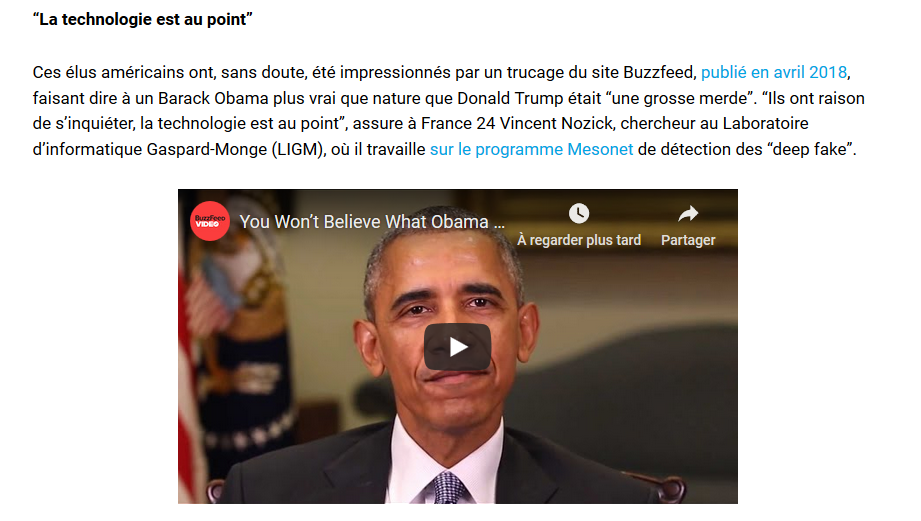 “La technologie est au point”
Ces élus américains ont, sans doute, été impressionnés par un trucage du site Buzzfeed, publié en avril 2018,
faisant dire à un Barack Obama plus vrai que nature que Donald Trump était “une grosse merde”. “Ils ont raison
de s’inquiéter, la technologie est au point”, assure à France 24 Vincent Nozick, chercheur au Laboratoire
d’informatique Gaspard-Monge (LIGM), où il travaille sur le programme Mesonet de détection des “deep fake”.
BuzzFeed
VIDEO
You Won’t Believe What Obama ...
À regarder plus tard
Partager